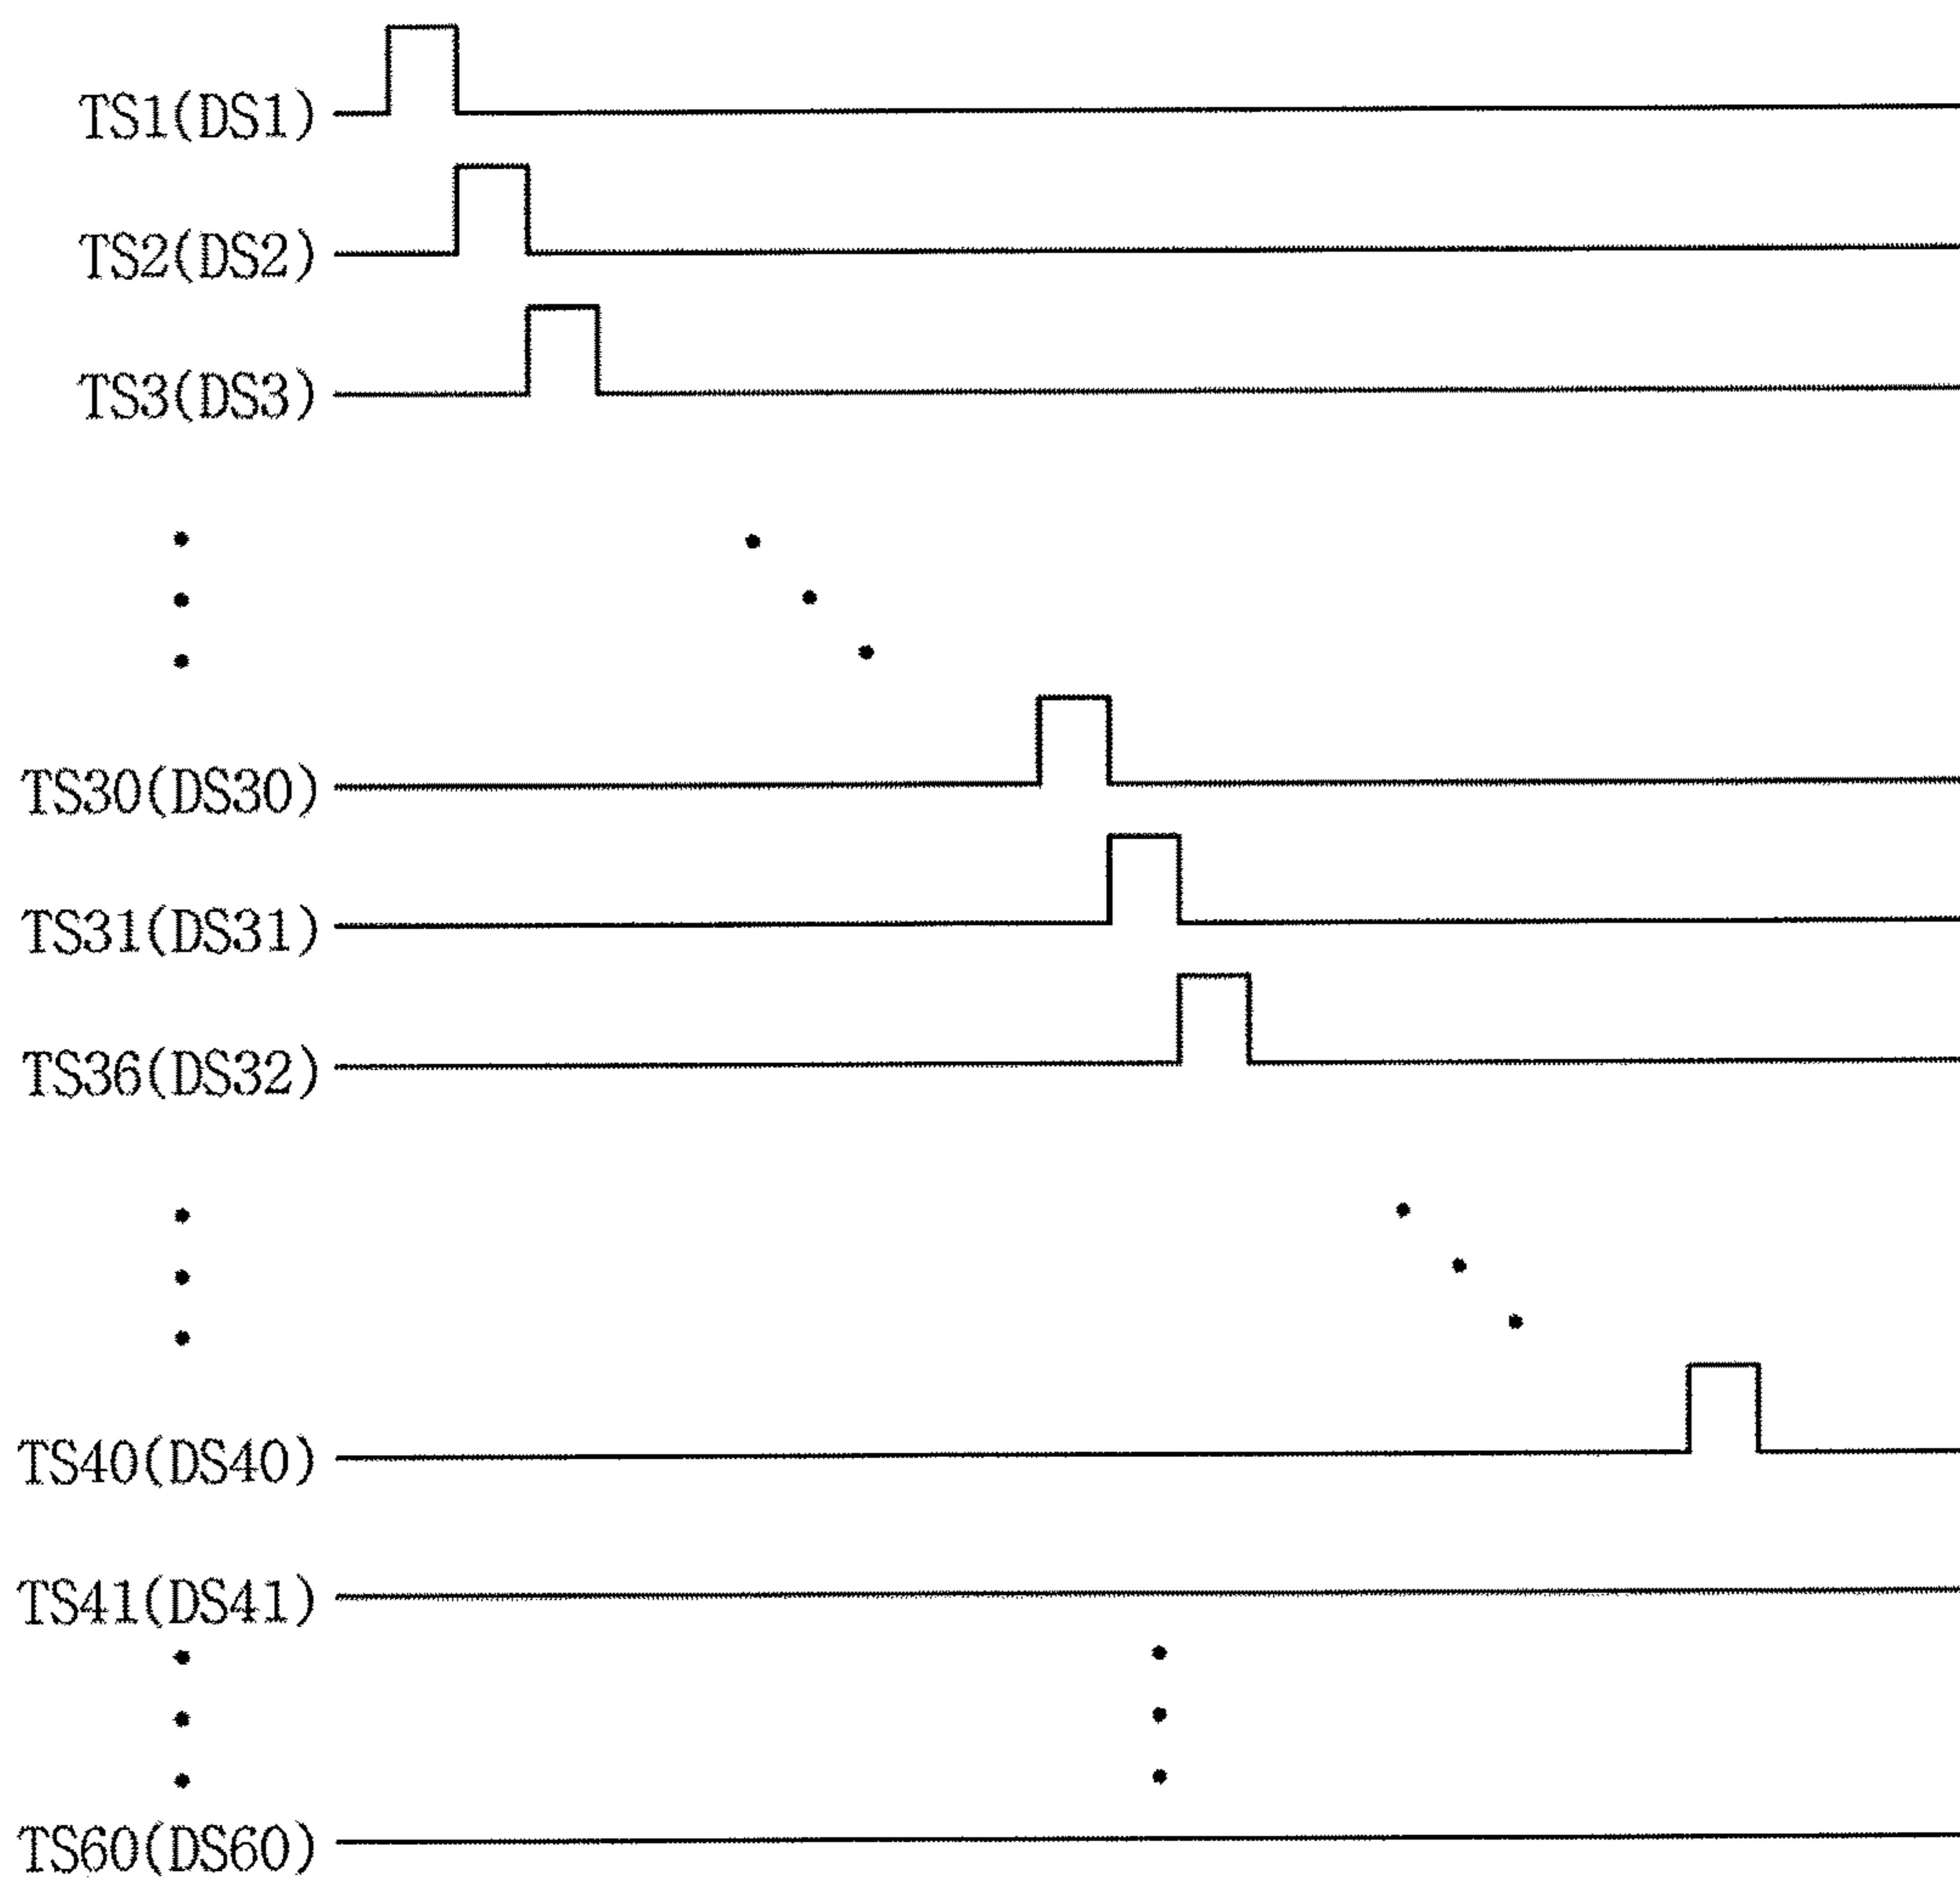 TS1(DS1)
TS2(DS2)
TS3(DS3)
TS30(DS30)
TS31(DS31)
TS36(DS32)
TS40(DS40)
TS41(DS41)
TS60(DS60)